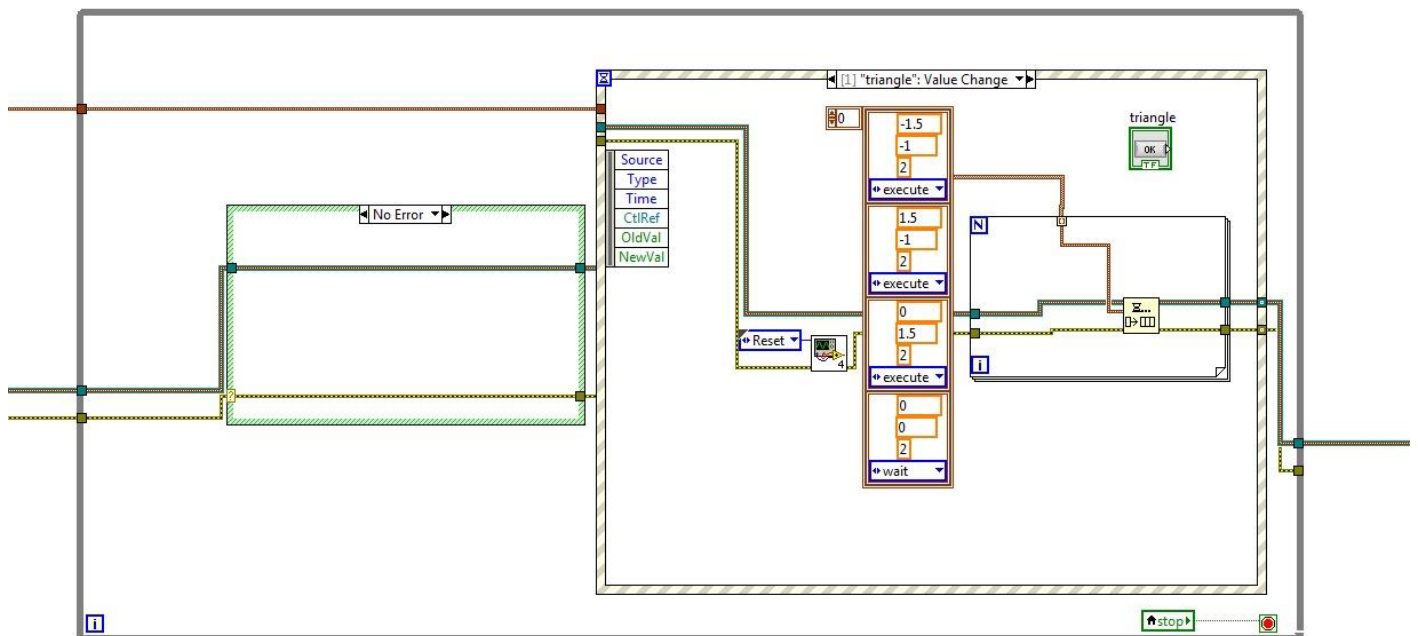 [1] "triangle": Value Change
0
-1.5
-1
2
execute
triangle
OK
TF
Source
Type
Time
CtlRef
OldVal
NewVal
No Error
1.5
-1
2
execute
N
0
1.5
2
execute
Reset
4
?
i
0
0
2
wait
i
stop